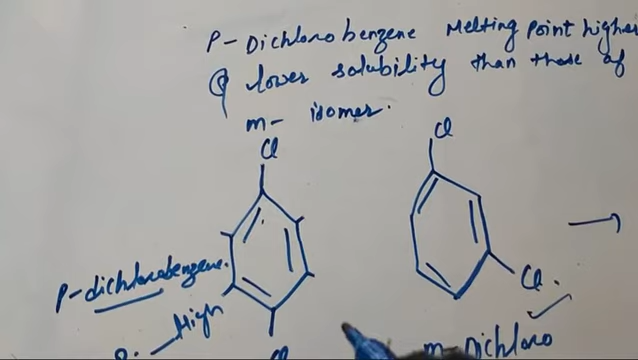 P-Dichlorobenzene Melting Point higher
& lower solubility than those of
m- isomer.
Cl
Cl
P-dichlorobenzene.
High
Cl.
m-Dichloro